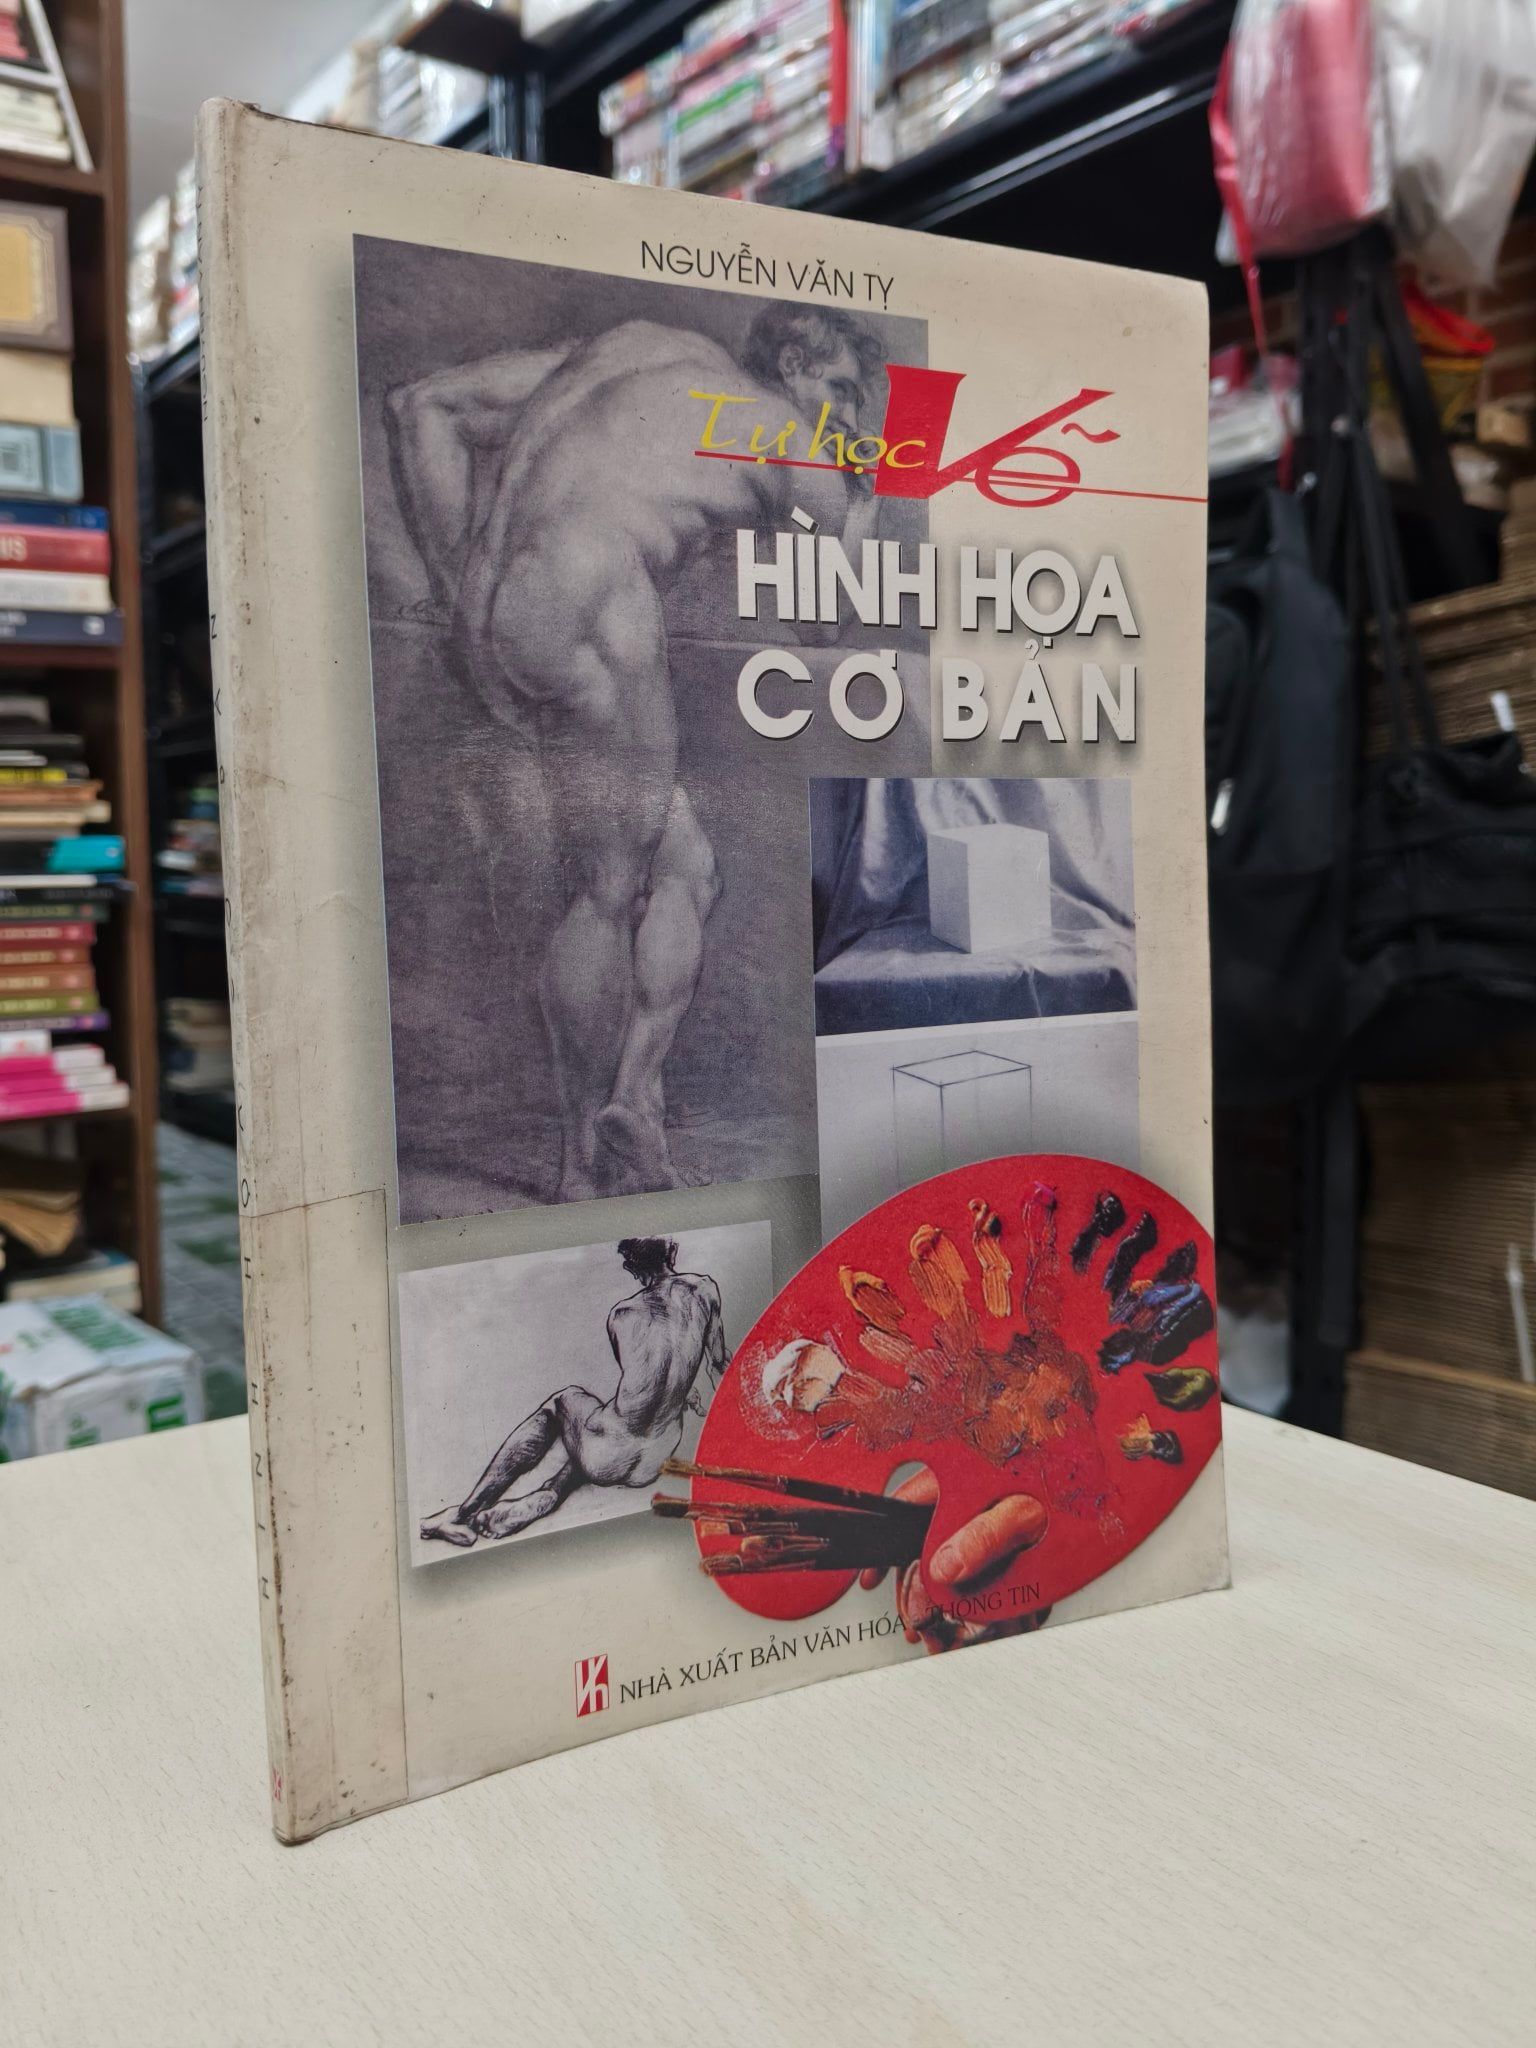 NGUYỄN VĂN TỴ
Tự học Vẽ
HÌNH HỌA
CƠ BẢN
NHÀ XUẤT BẢN VĂN HÓA - THÔNG TIN